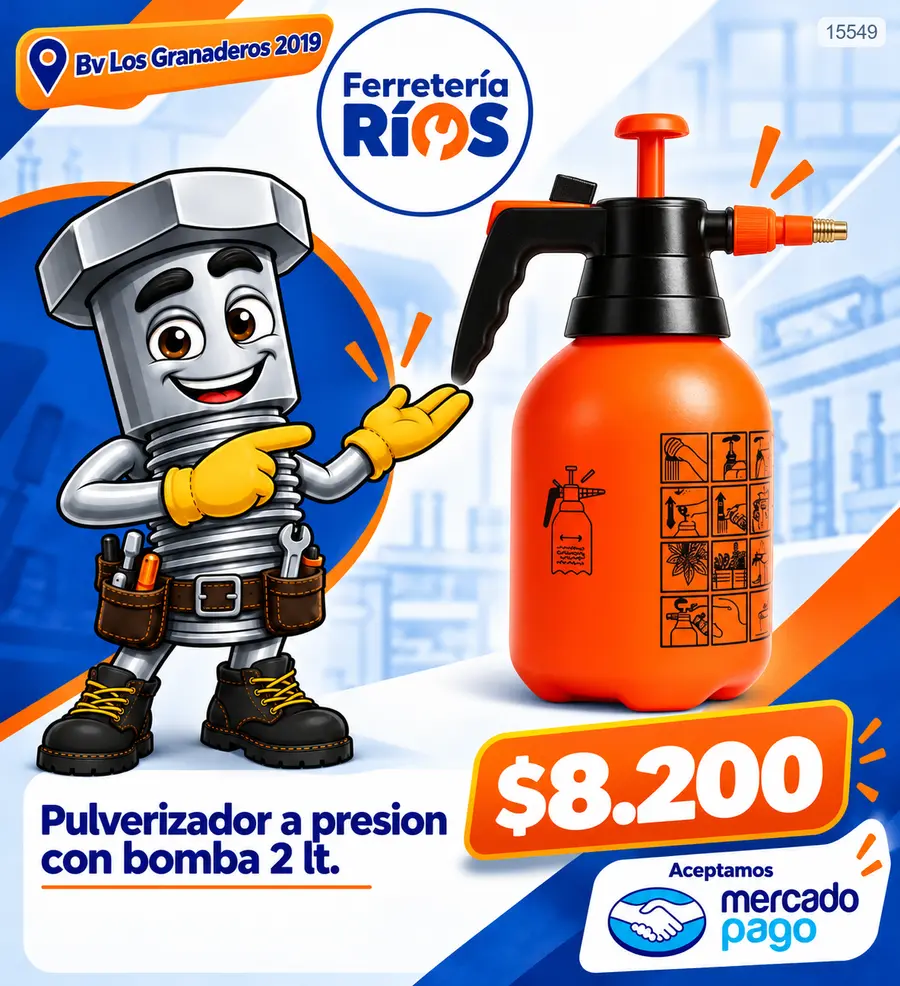 Bv Los Granaderos 2019
Ferretería
RÍOS
15549
$8.200
Pulverizador a presion
con bomba 2 lt.
Aceptamos
mercado
pago